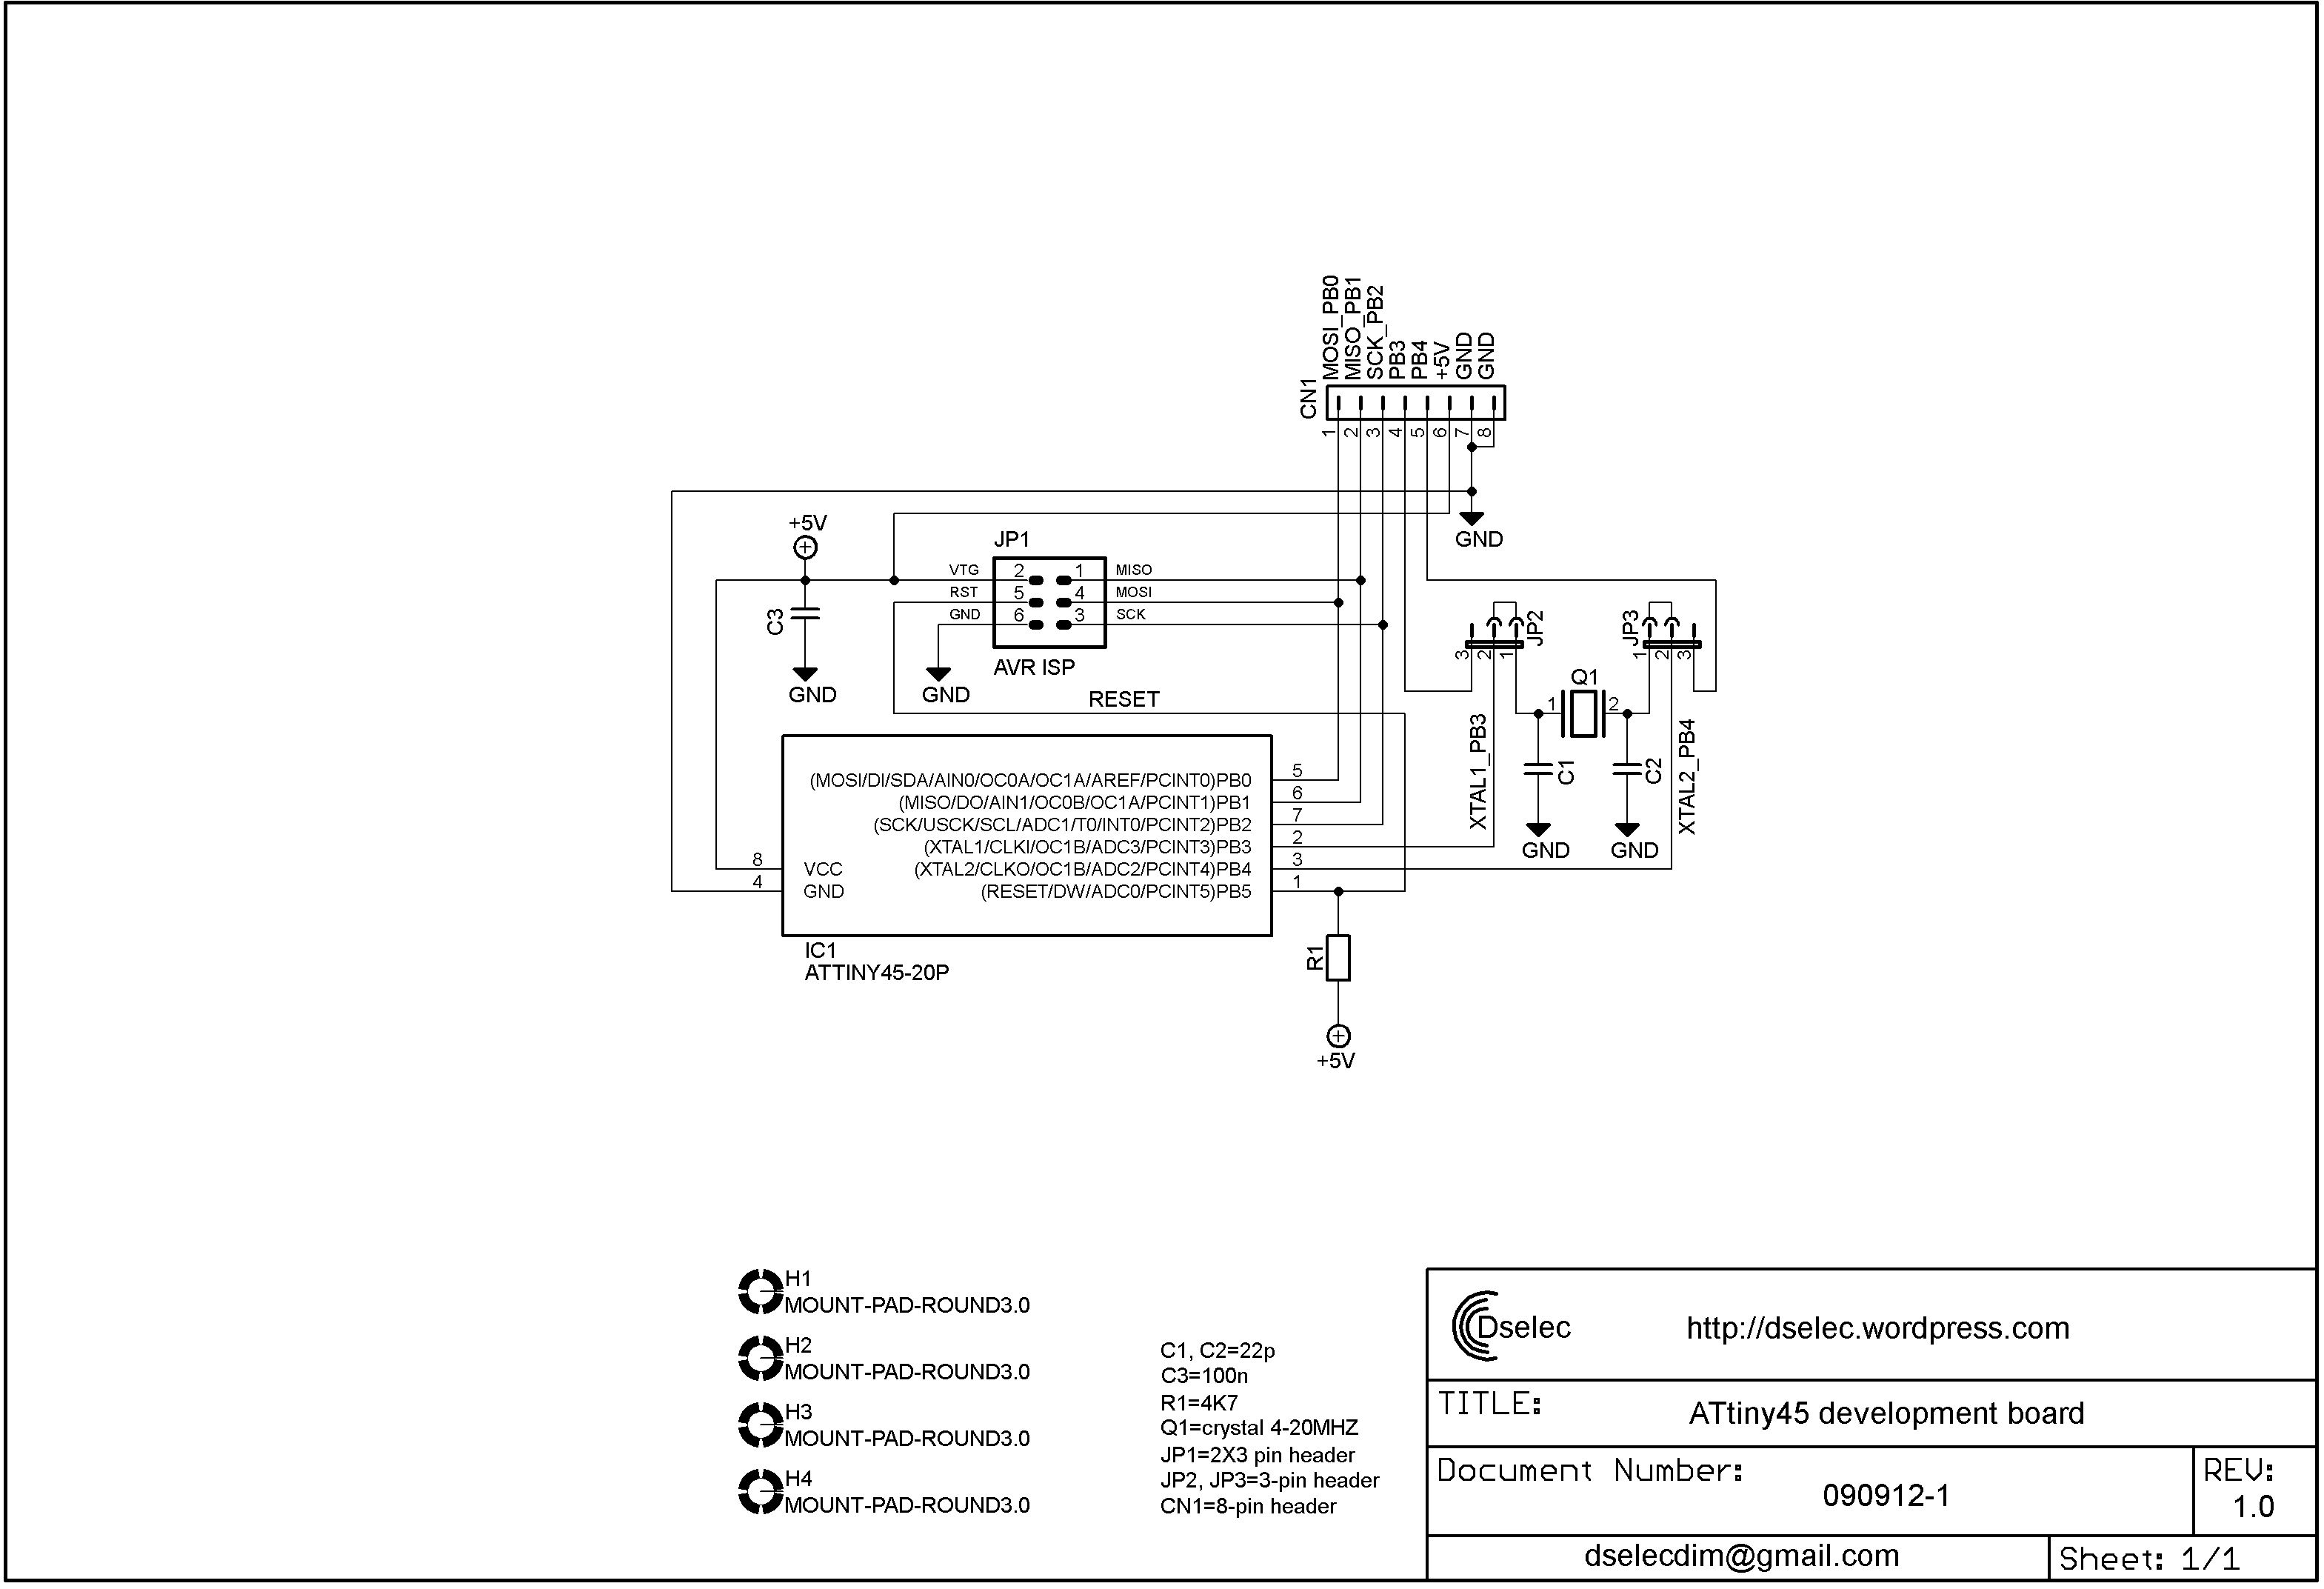 MOSI_PB0
MISO_PB1
SCK_PB2
PB3
PB4
+5V
GND
GND
CN1
1 2 3 4 5 6 7 8
GND
+5V
C3
GND
JP1
VTG 2 1 MISO
RST 5 4 MOSI
GND 6 3 SCK
AVR ISP
GND
RESET
JP2
3 2 1
JP3
1 2 3
Q1
1 2
XTAL1_PB3
C1
GND
C2
GND
XTAL2_PB4
(MOSI/DI/SDA/AIN0/OC0A/OC1A/AREF/PCINT0)PB0 5
(MISO/DO/AIN1/OC0B/OC1A/PCINT1)PB1 6
(SCK/USCK/SCL/ADC1/T0/INT0/PCINT2)PB2 7
(XTAL1/CLKI/OC1B/ADC3/PCINT3)PB3 2
8 VCC (XTAL2/CLKO/OC1B/ADC2/PCINT4)PB4 3
4 GND (RESET/DW/ADC0/PCINT5)PB5 1
IC1
ATTINY45-20P
R1
+5V
H1
MOUNT-PAD-ROUND3.0
H2
MOUNT-PAD-ROUND3.0
H3
MOUNT-PAD-ROUND3.0
H4
MOUNT-PAD-ROUND3.0
C1, C2=22p
C3=100n
R1=4K7
Q1=crystal 4-20MHZ
JP1=2X3 pin header
JP2, JP3=3-pin header
CN1=8-pin header
Dselec http://dselec.wordpress.com
TITLE: ATtiny45 development board
Document Number: 090912-1
REV: 1.0
dselecdim@gmail.com
Sheet: 1/1